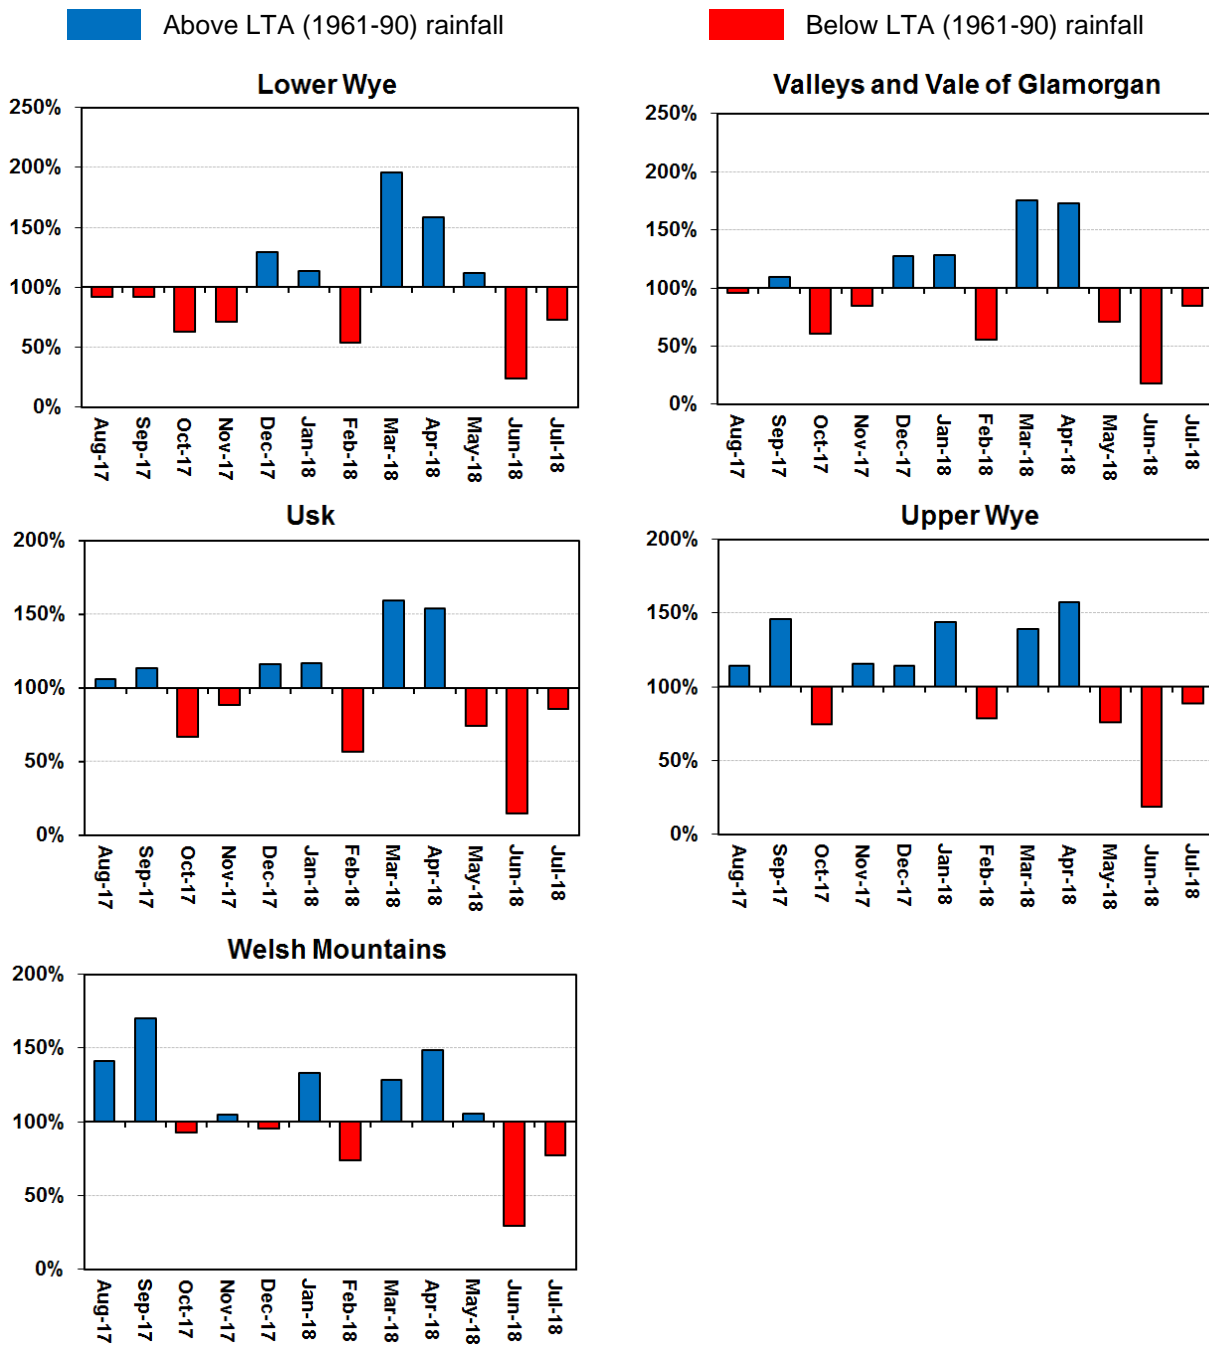 Above LTA (1961-90) rainfall
Below LTA (1961-90) rainfall
Lower Wye
250%
200%
150%
100%
50%
0%
Aug-17
Sep-17
Oct-17
Nov-17
Dec-17
Jan-18
Feb-18
Mar-18
Apr-18
May-18
Jun-18
Jul-18
Valleys and Vale of Glamorgan
250%
200%
150%
100%
50%
0%
Aug-17
Sep-17
Oct-17
Nov-17
Dec-17
Jan-18
Feb-18
Mar-18
Apr-18
May-18
Jun-18
Jul-18
Usk
200%
150%
100%
50%
0%
Aug-17
Sep-17
Oct-17
Nov-17
Dec-17
Jan-18
Feb-18
Mar-18
Apr-18
May-18
Jun-18
Jul-18
Upper Wye
200%
150%
100%
50%
0%
Aug-17
Sep-17
Oct-17
Nov-17
Dec-17
Jan-18
Feb-18
Mar-18
Apr-18
May-18
Jun-18
Jul-18
Welsh Mountains
200%
150%
100%
50%
0%
Aug-17
Sep-17
Oct-17
Nov-17
Dec-17
Jan-18
Feb-18
Mar-18
Apr-18
May-18
Jun-18
Jul-18